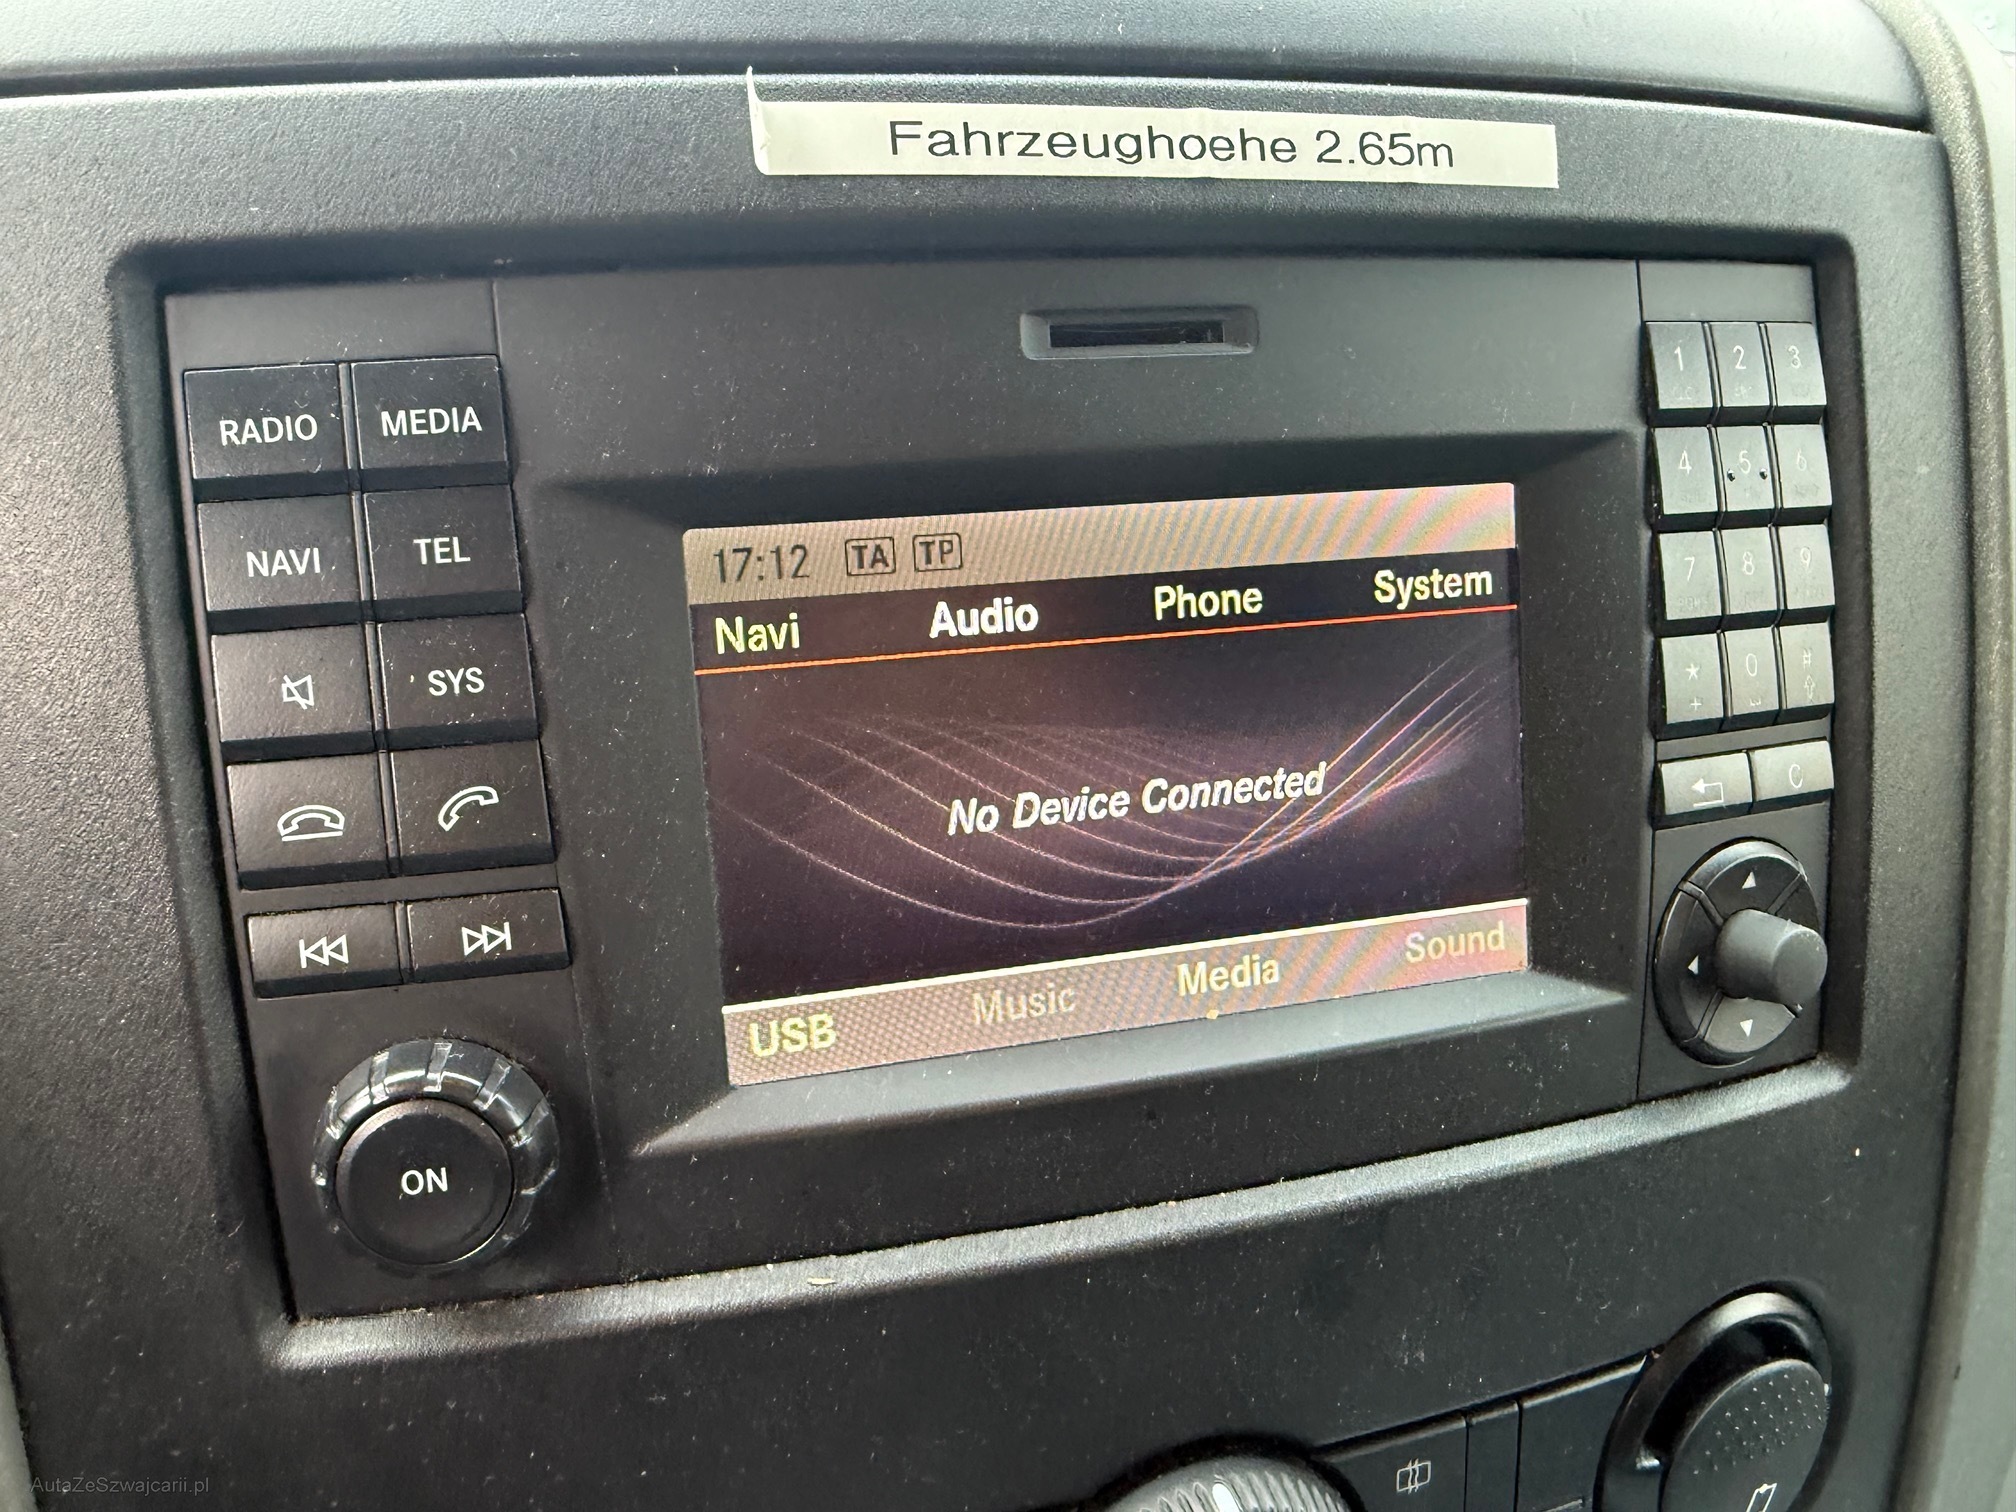 Fahrzeughoehe 2.65m
RADIO MEDIA
NAVI TEL
SYS
ON
17:12 TA TP
Navi Audio Phone System
No Device Connected
USB Music Media Sound
1 2 3
4 5 6
7 8 9
* 0 #
+
C
AutaZeSzwajcarii.pl